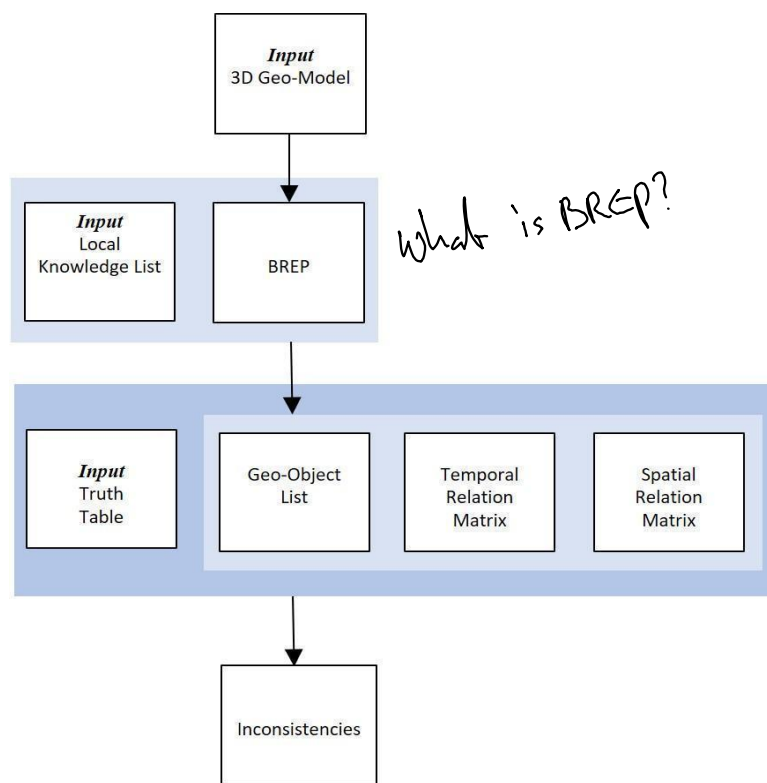 Input
3D Geo-Model
What is BREP?
Input
Local
Knowledge List
BREP
Input
Truth
Table
Geo-Object
List
Temporal
Relation
Matrix
Spatial
Relation
Matrix
Inconsistencies